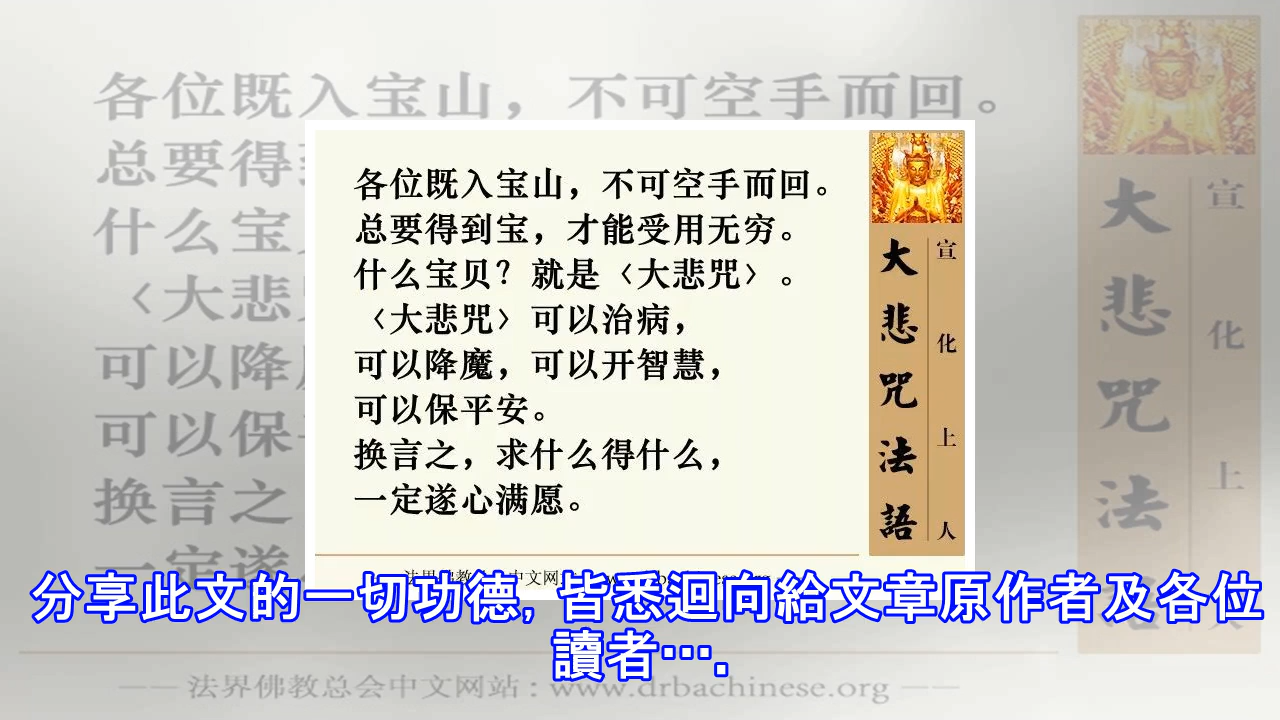 各位既入宝山，不可空手而回。
总要得到宝，才能受用无穷。
什么宝贝？就是〈大悲咒〉。
〈大悲咒〉可以治病，
可以降魔，可以开智慧，
可以保平安。
换言之，求什么得什么，
一定遂心满愿。
大悲咒法語
宣化上人
分享此文的一切功德, 皆悉迴向給文章原作者及各位
讀者….
—— 法界佛教总会中文网站：www.drbachinese.org ——